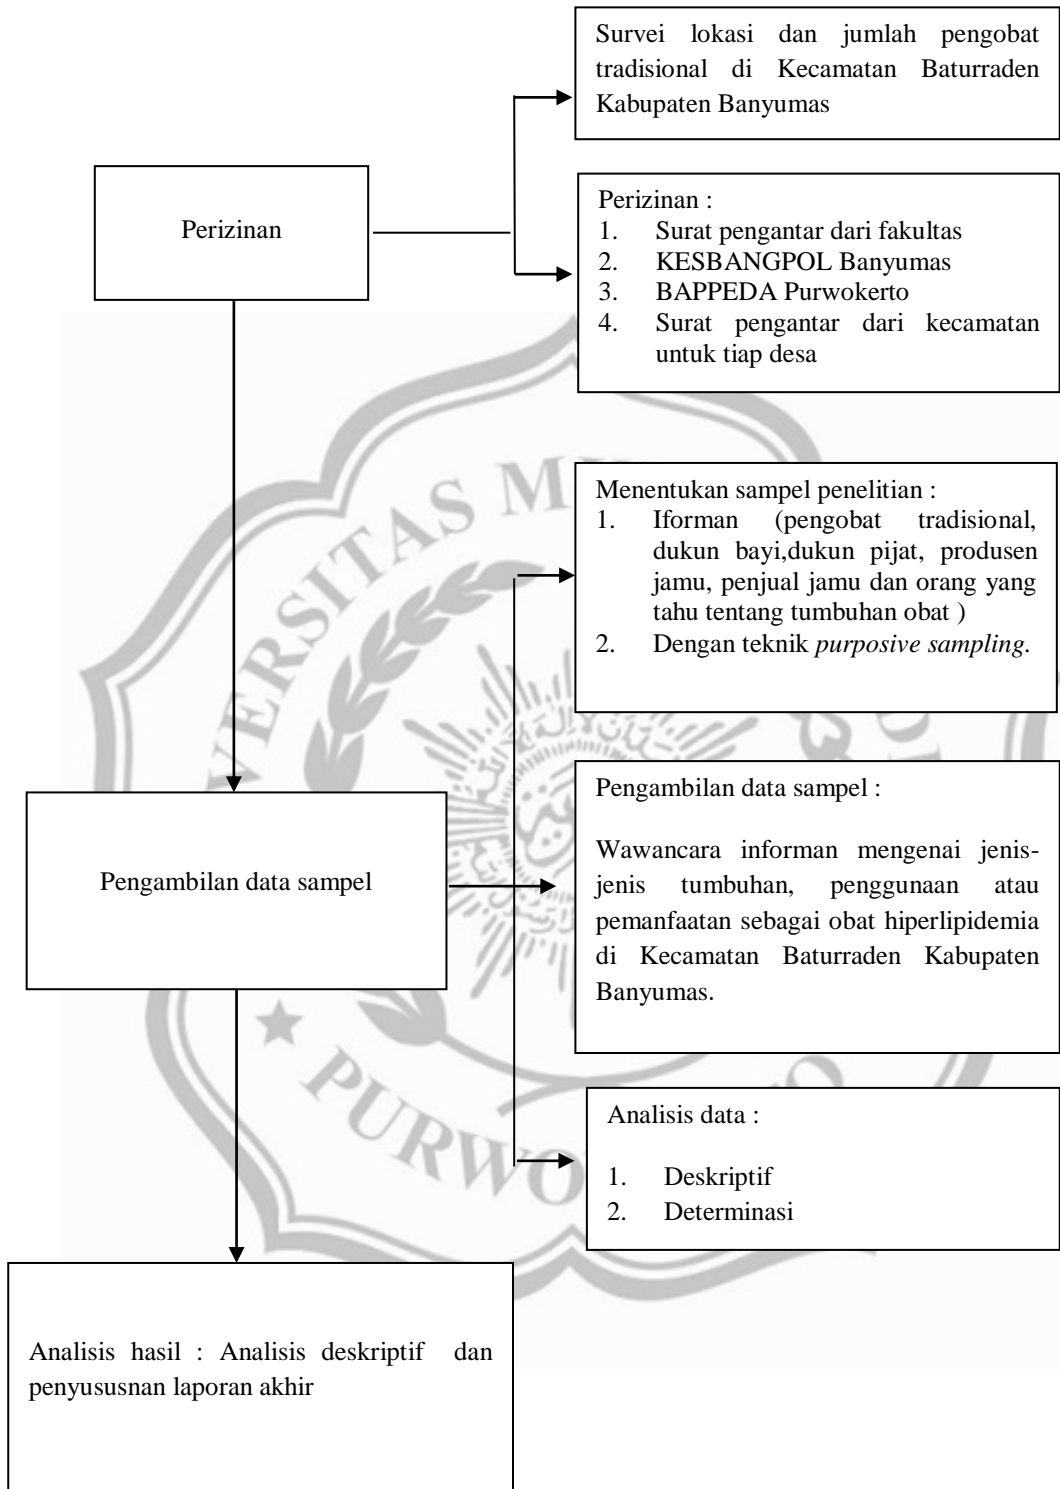 Survei lokasi dan jumlah pengobat
tradisional di Kecamatan Baturraden
Kabupaten Banyumas
Perizinan
Perizinan :
1. Surat pengantar dari fakultas
2. KESBANGPOL Banyumas
3. BAPPEDA Purwokerto
4. Surat pengantar dari kecamatan
untuk tiap desa
Menentukan sampel penelitian :
1. Iforman (pengobat tradisional,
dukun bayi,dukun pijat, produsen
jamu, penjual jamu dan orang yang
tahu tentang tumbuhan obat )
2. Dengan teknik purposive sampling.
Pengambilan data sampel
Pengambilan data sampel :
Wawancara informan mengenai jenis-
jenis tumbuhan, penggunaan atau
pemanfaatan sebagai obat hiperlipidemia
di Kecamatan Baturraden Kabupaten
Banyumas.
Analisis data :
1. Deskriptif
2. Determinasi
Analisis hasil : Analisis deskriptif dan
penyususnan laporan akhir